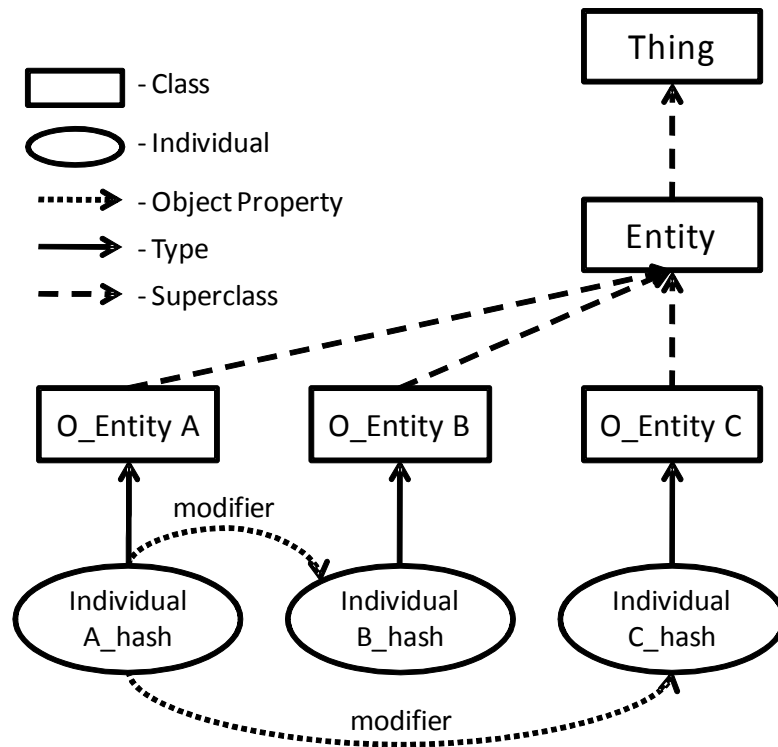 Thing
- Class
- Individual
- Object Property
- Type
- Superclass
Entity
O_Entity A
O_Entity B
O_Entity C
modifier
Individual
A_hash
Individual
B_hash
Individual
C_hash
modifier